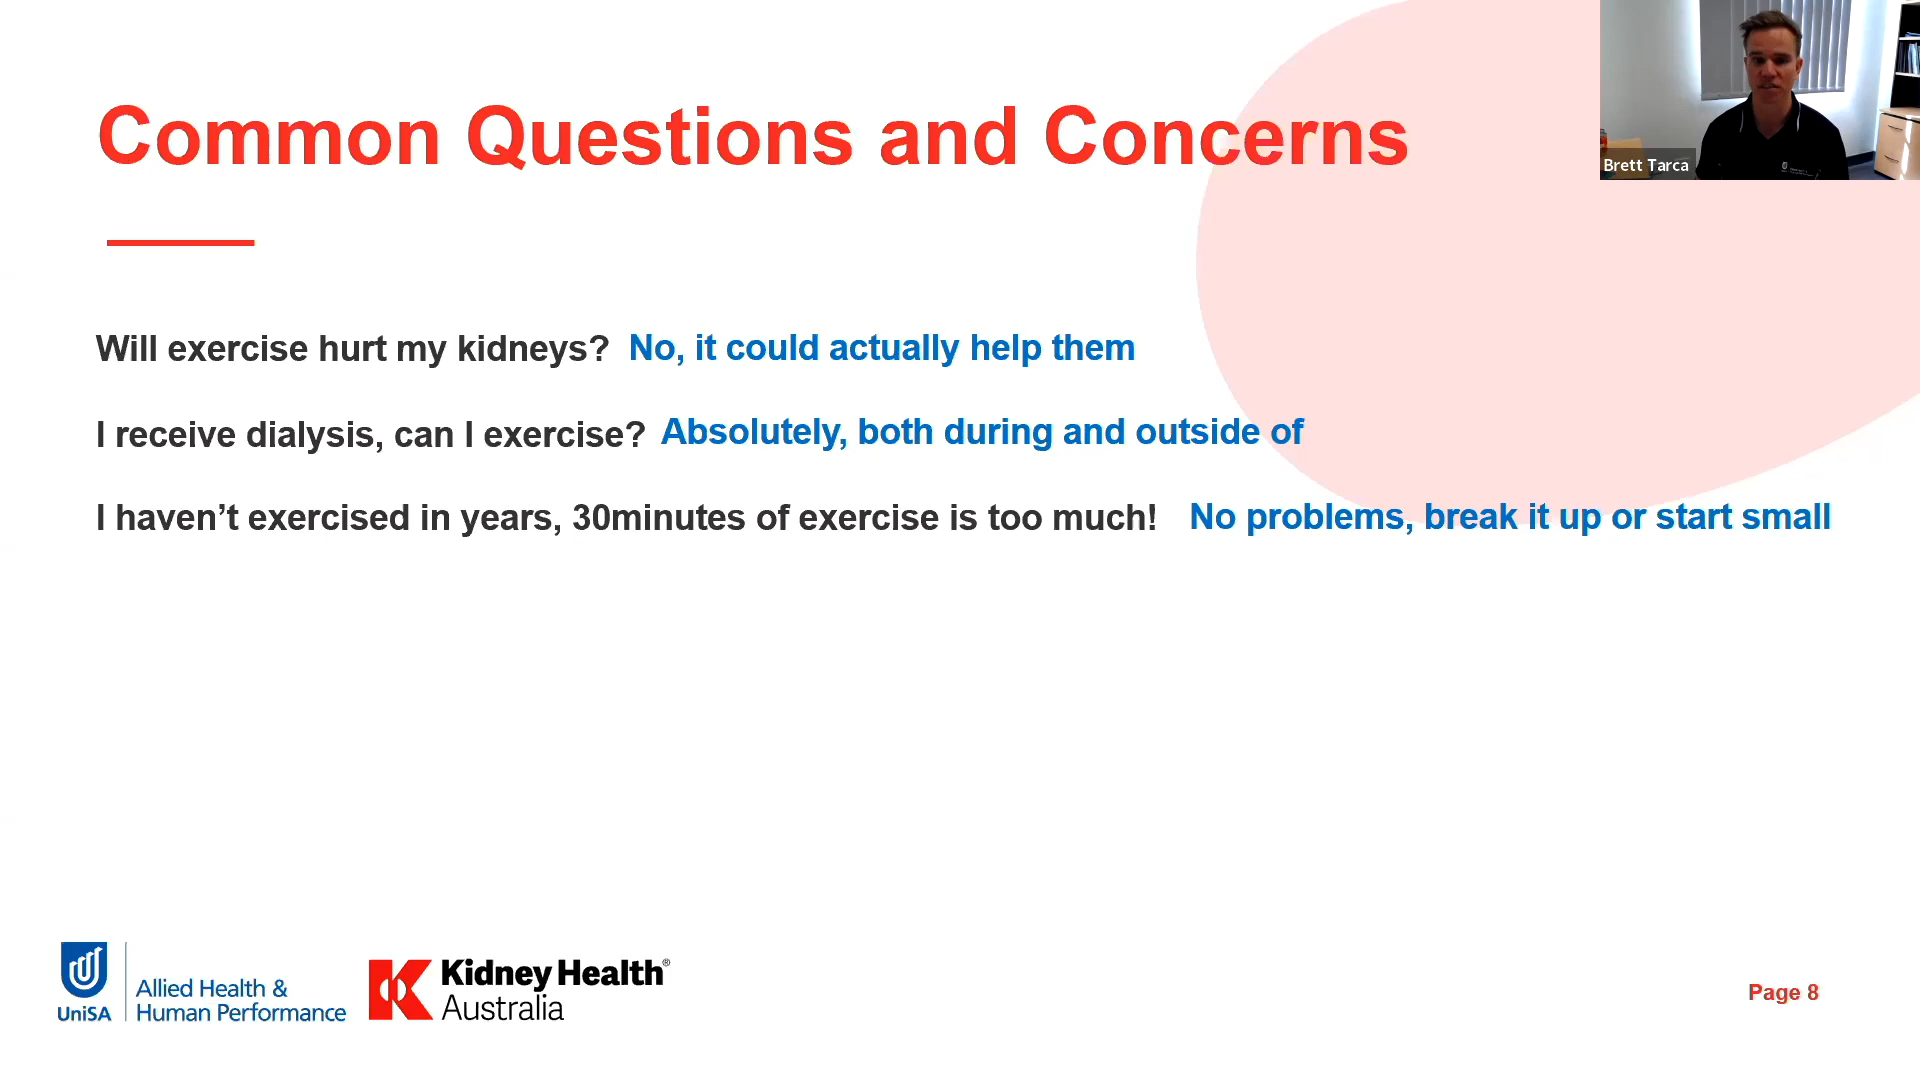 Common Questions and Concerns
Brett Tarca
Will exercise hurt my kidneys? No, it could actually help them
I receive dialysis, can I exercise? Absolutely, both during and outside of
I haven’t exercised in years, 30minutes of exercise is too much! No problems, break it up or start small
UniSA
Allied Health &
Human Performance
Kidney Health®
Australia
Page 8